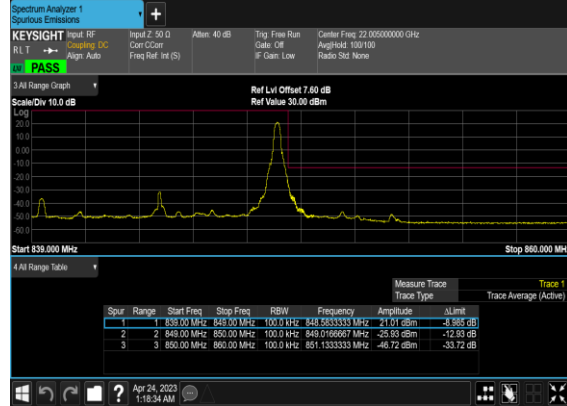 Spectrum Analyzer 1
Spurious Emissions
+
KEYSIGHT Input: RF Input Z: 50 Ω Atten: 40 dB Trig: Free Run Center Freq: 22.005000000 GHz
RLT Coupling: DC Corr CCorr Gate: Off Avg|Hold: 100/100
Align: Auto Freq Ref: Int (S) IF Gain: Low Radio Std: None
LW PASS
3 All Range Graph Ref Lvl Offset 7.60 dB
Scale/Div 10.0 dB Ref Value 30.00 dBm
Log
20.0
10.0
0.00
-10.0
-20.0
-30.0
-40.0
-50.0
-60.0
Start 839.000 MHz Stop 860.000 MH
4 All Range Table
Measure Trace Trace 1
Trace Type Trace Average (Active)
Spur Range Start Freq Stop Freq RBW Frequency Amplitude ΔLimit
1 1 839.00 MHz 849.00 MHz 100.0 kHz 848.5833333 MHz 21.01 dBm -8.985 dB
2 2 849.00 MHz 850.00 MHz 100.0 kHz 849.0166667 MHz -25.93 dBm -12.93 dB
3 3 850.00 MHz 860.00 MHz 100.0 kHz 851.1333333 MHz -46.72 dBm -33.72 dB
? Apr 24, 2023
1:18:34 AM